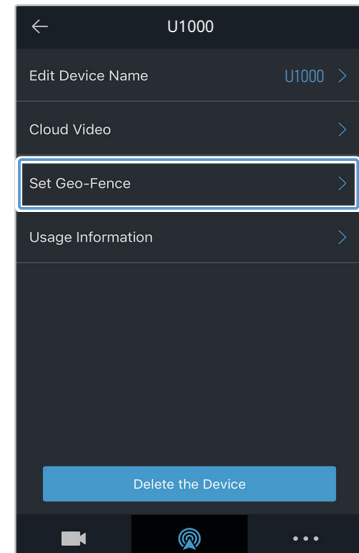 U1000
Edit Device Name U1000
Cloud Video
Set Geo-Fence
Usage Information
Delete the Device